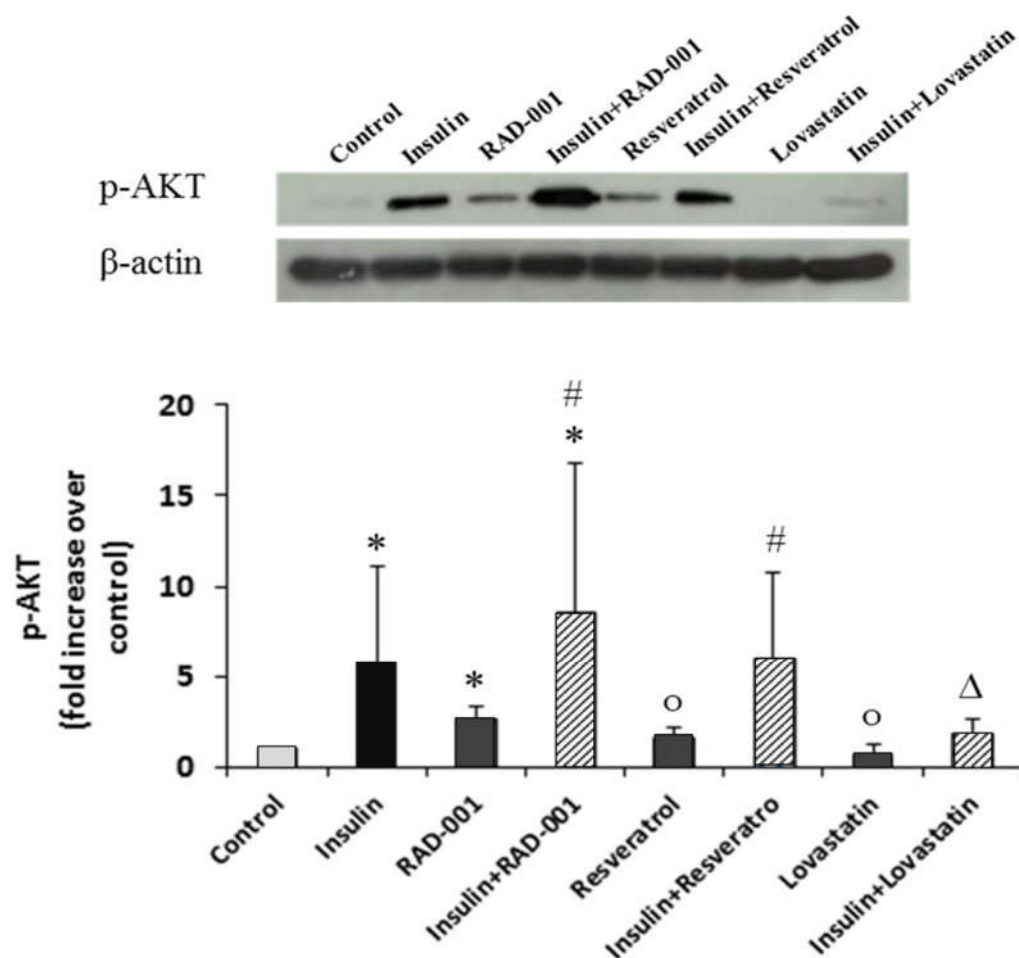 Control
Insulin
RAD-001
Insulin+RAD-001
Resveratrol
Insulin+Resveratrol
Lovastatin
Insulin+Lovastatin
p-AKT
β-actin
p-AKT
(fold increase over
control)
20
15
10
5
0
*
*
#
*
o
#
o
Δ
Control
Insulin
RAD-001
Insulin+RAD-001
Resveratrol
Insulin+Resveratro
Lovastatin
Insulin+Lovastatin